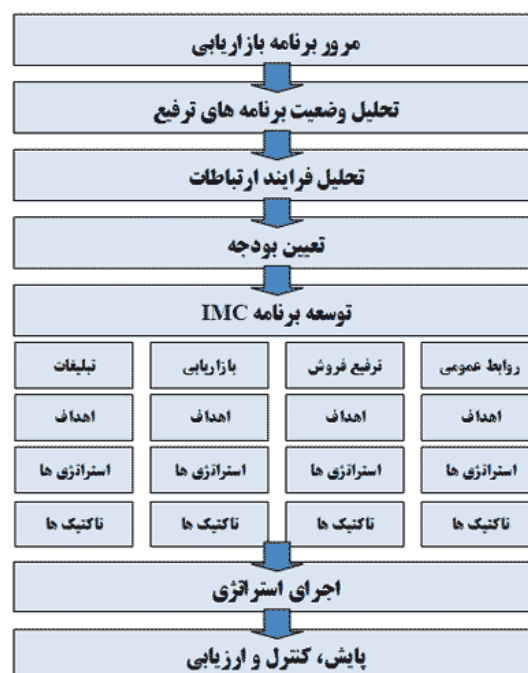 مرور برنامه بازاریابی
تحلیل وضعیت برنامه های ترفیع
تحلیل فرایند ارتباطات
تعیین بودجه
توسعه برنامه IMC
روابط عمومی ترفیع فروش بازاریابی تبلیغات
اهداف اهداف اهداف اهداف
استراتژی ها استراتژی ها استراتژی ها استراتژی ها
تاکتیک ها تاکتیک ها تاکتیک ها تاکتیک ها
اجرای استراتژی
پایش، کنترل و ارزیابی